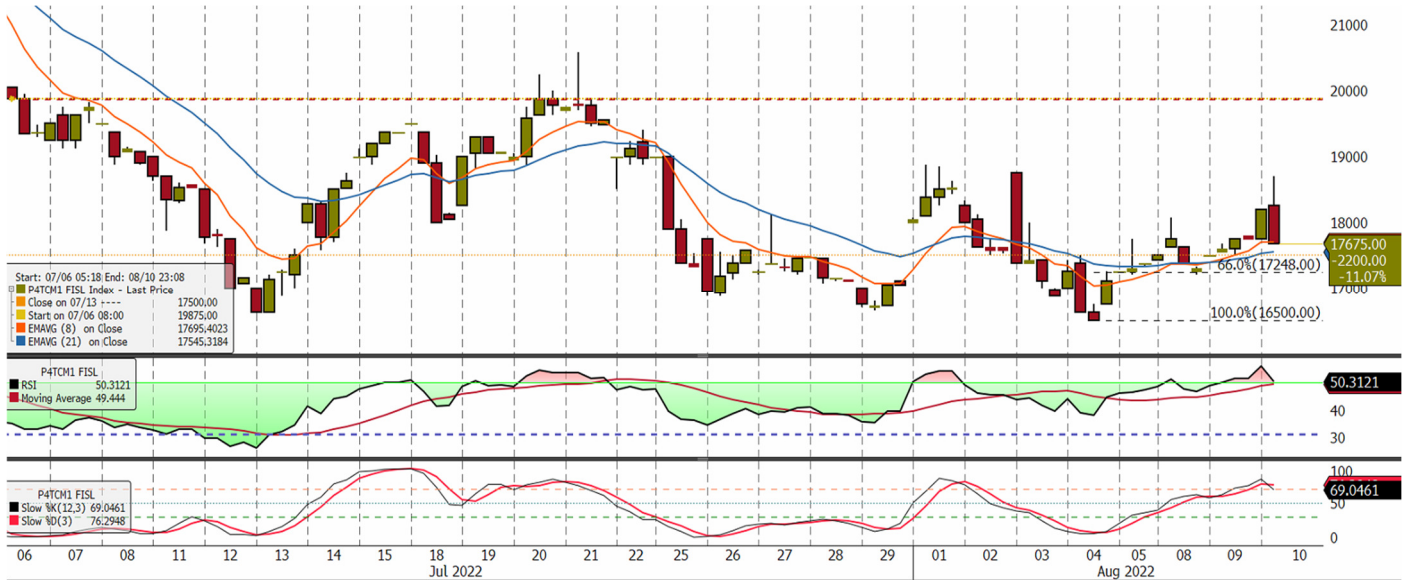 21000
20000
19000
18000
17675,00
-2200,00
-11.07%
66.0%(17248,00)
17000
100.0%(16500.00)
Start: 07/06 05:18 End: 08/10 23:08
P4TCM1 FISL Index - Last Price
Close on 07/13 ---- 17500,00
Start on 07/06 08:00 19875,00
EMAVG (8) on Close 17695,4023
EMAVG (21) on Close 17545,3184
P4TCM1 FISL
RSI 50.3121
Moving Average 49.444
50.3121
40
30
P4TCM1 FISL
Slow %K(12,3) 69.0461
Slow %D(3) 76.2948
100
69.0461
50
0
06 07 08 11 12 13 14 15 18 19 20 21 22 25 26 27 28 29 01 02 03 04 05 08 09 10
Jul 2022 Aug 2022